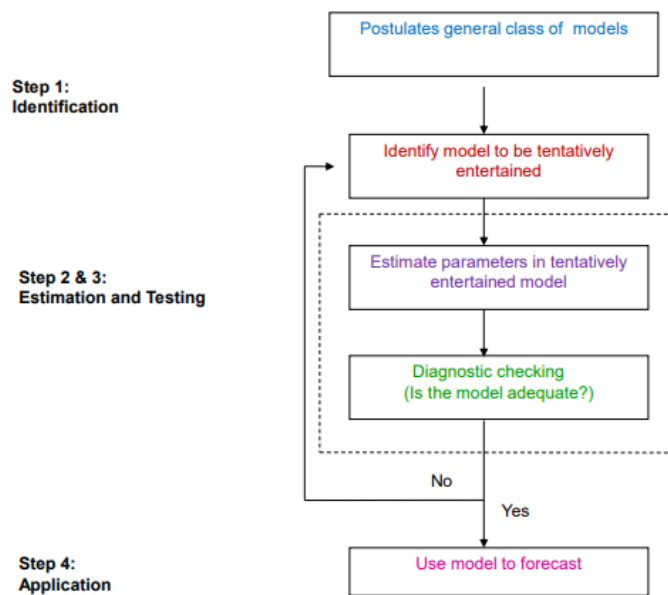 Postulates general class of models
Step 1:
Identification
Identify model to be tentatively
entertained
Step 2 & 3:
Estimation and Testing
Estimate parameters in tentatively
entertained model
Diagnostic checking
(Is the model adequate?)
No
Yes
Step 4:
Application
Use model to forecast